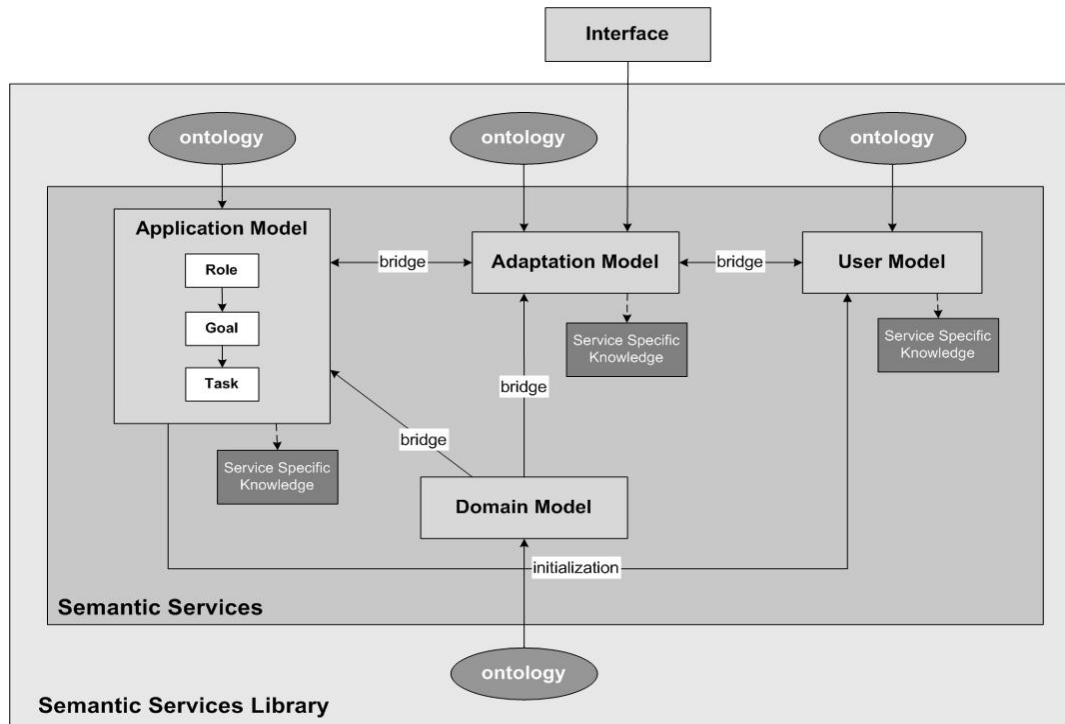 Interface
ontology
ontology
ontology
Application Model
Role
Goal
Task
bridge
Adaptation Model
bridge
User Model
Service Specific
Knowledge
Service Specific
Knowledge
bridge
bridge
Service Specific
Knowledge
Domain Model
initialization
Semantic Services
ontology
Semantic Services Library